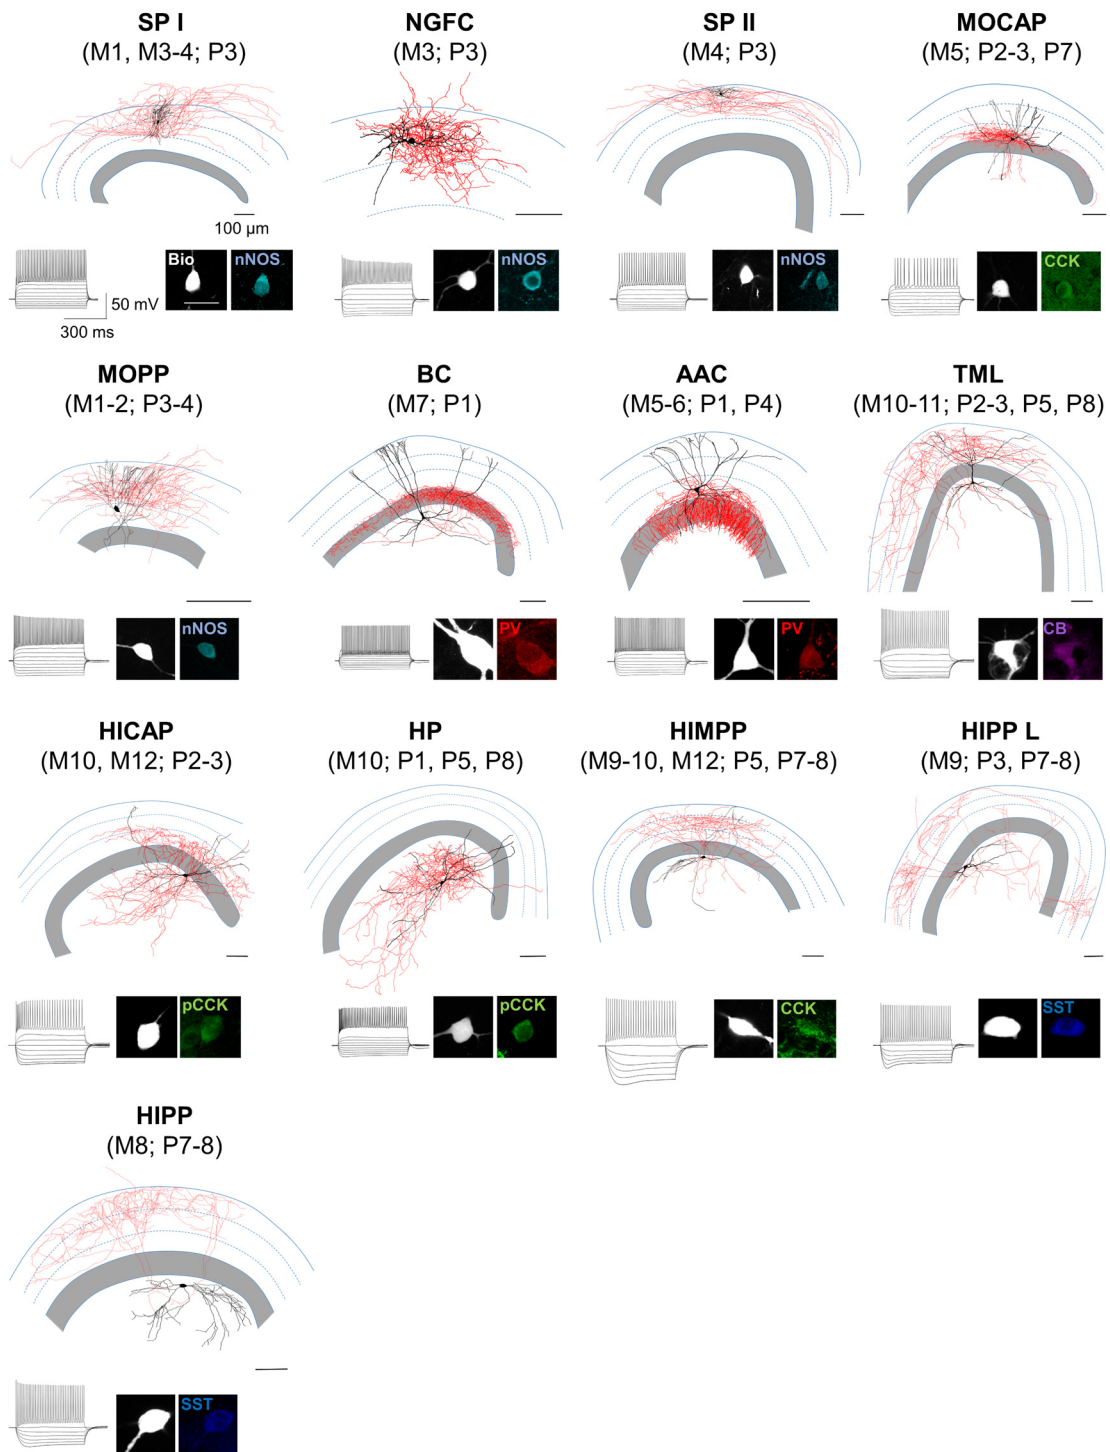 SP I
(M1, M3-4; P3)
NGFC
(M3; P3)
SP II
(M4; P3)
MOCAP
(M5; P2-3, P7)
100 µm
50 mV
300 ms
Bio
nNOS
nNOS
nNOS
CCK
MOPP
(M1-2; P3-4)
BC
(M7; P1)
AAC
(M5-6; P1, P4)
TML
(M10-11; P2-3, P5, P8)
nNOS
PV
PV
CB
HICAP
(M10, M12; P2-3)
HP
(M10; P1, P5, P8)
HIMPP
(M9-10, M12; P5, P7-8)
HIPP L
(M9; P3, P7-8)
pCCK
pCCK
CCK
SST
HIPP
(M8; P7-8)
SST